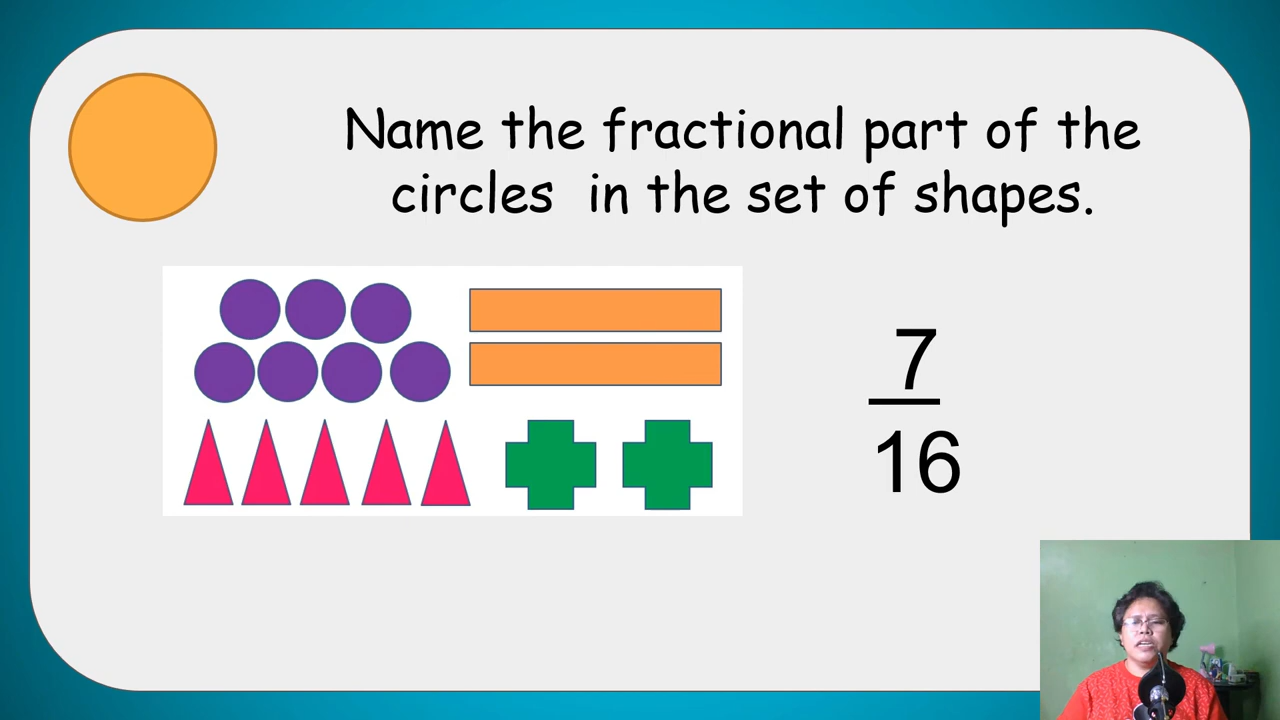 Name the fractional part of the
circles in the set of shapes.
7
16